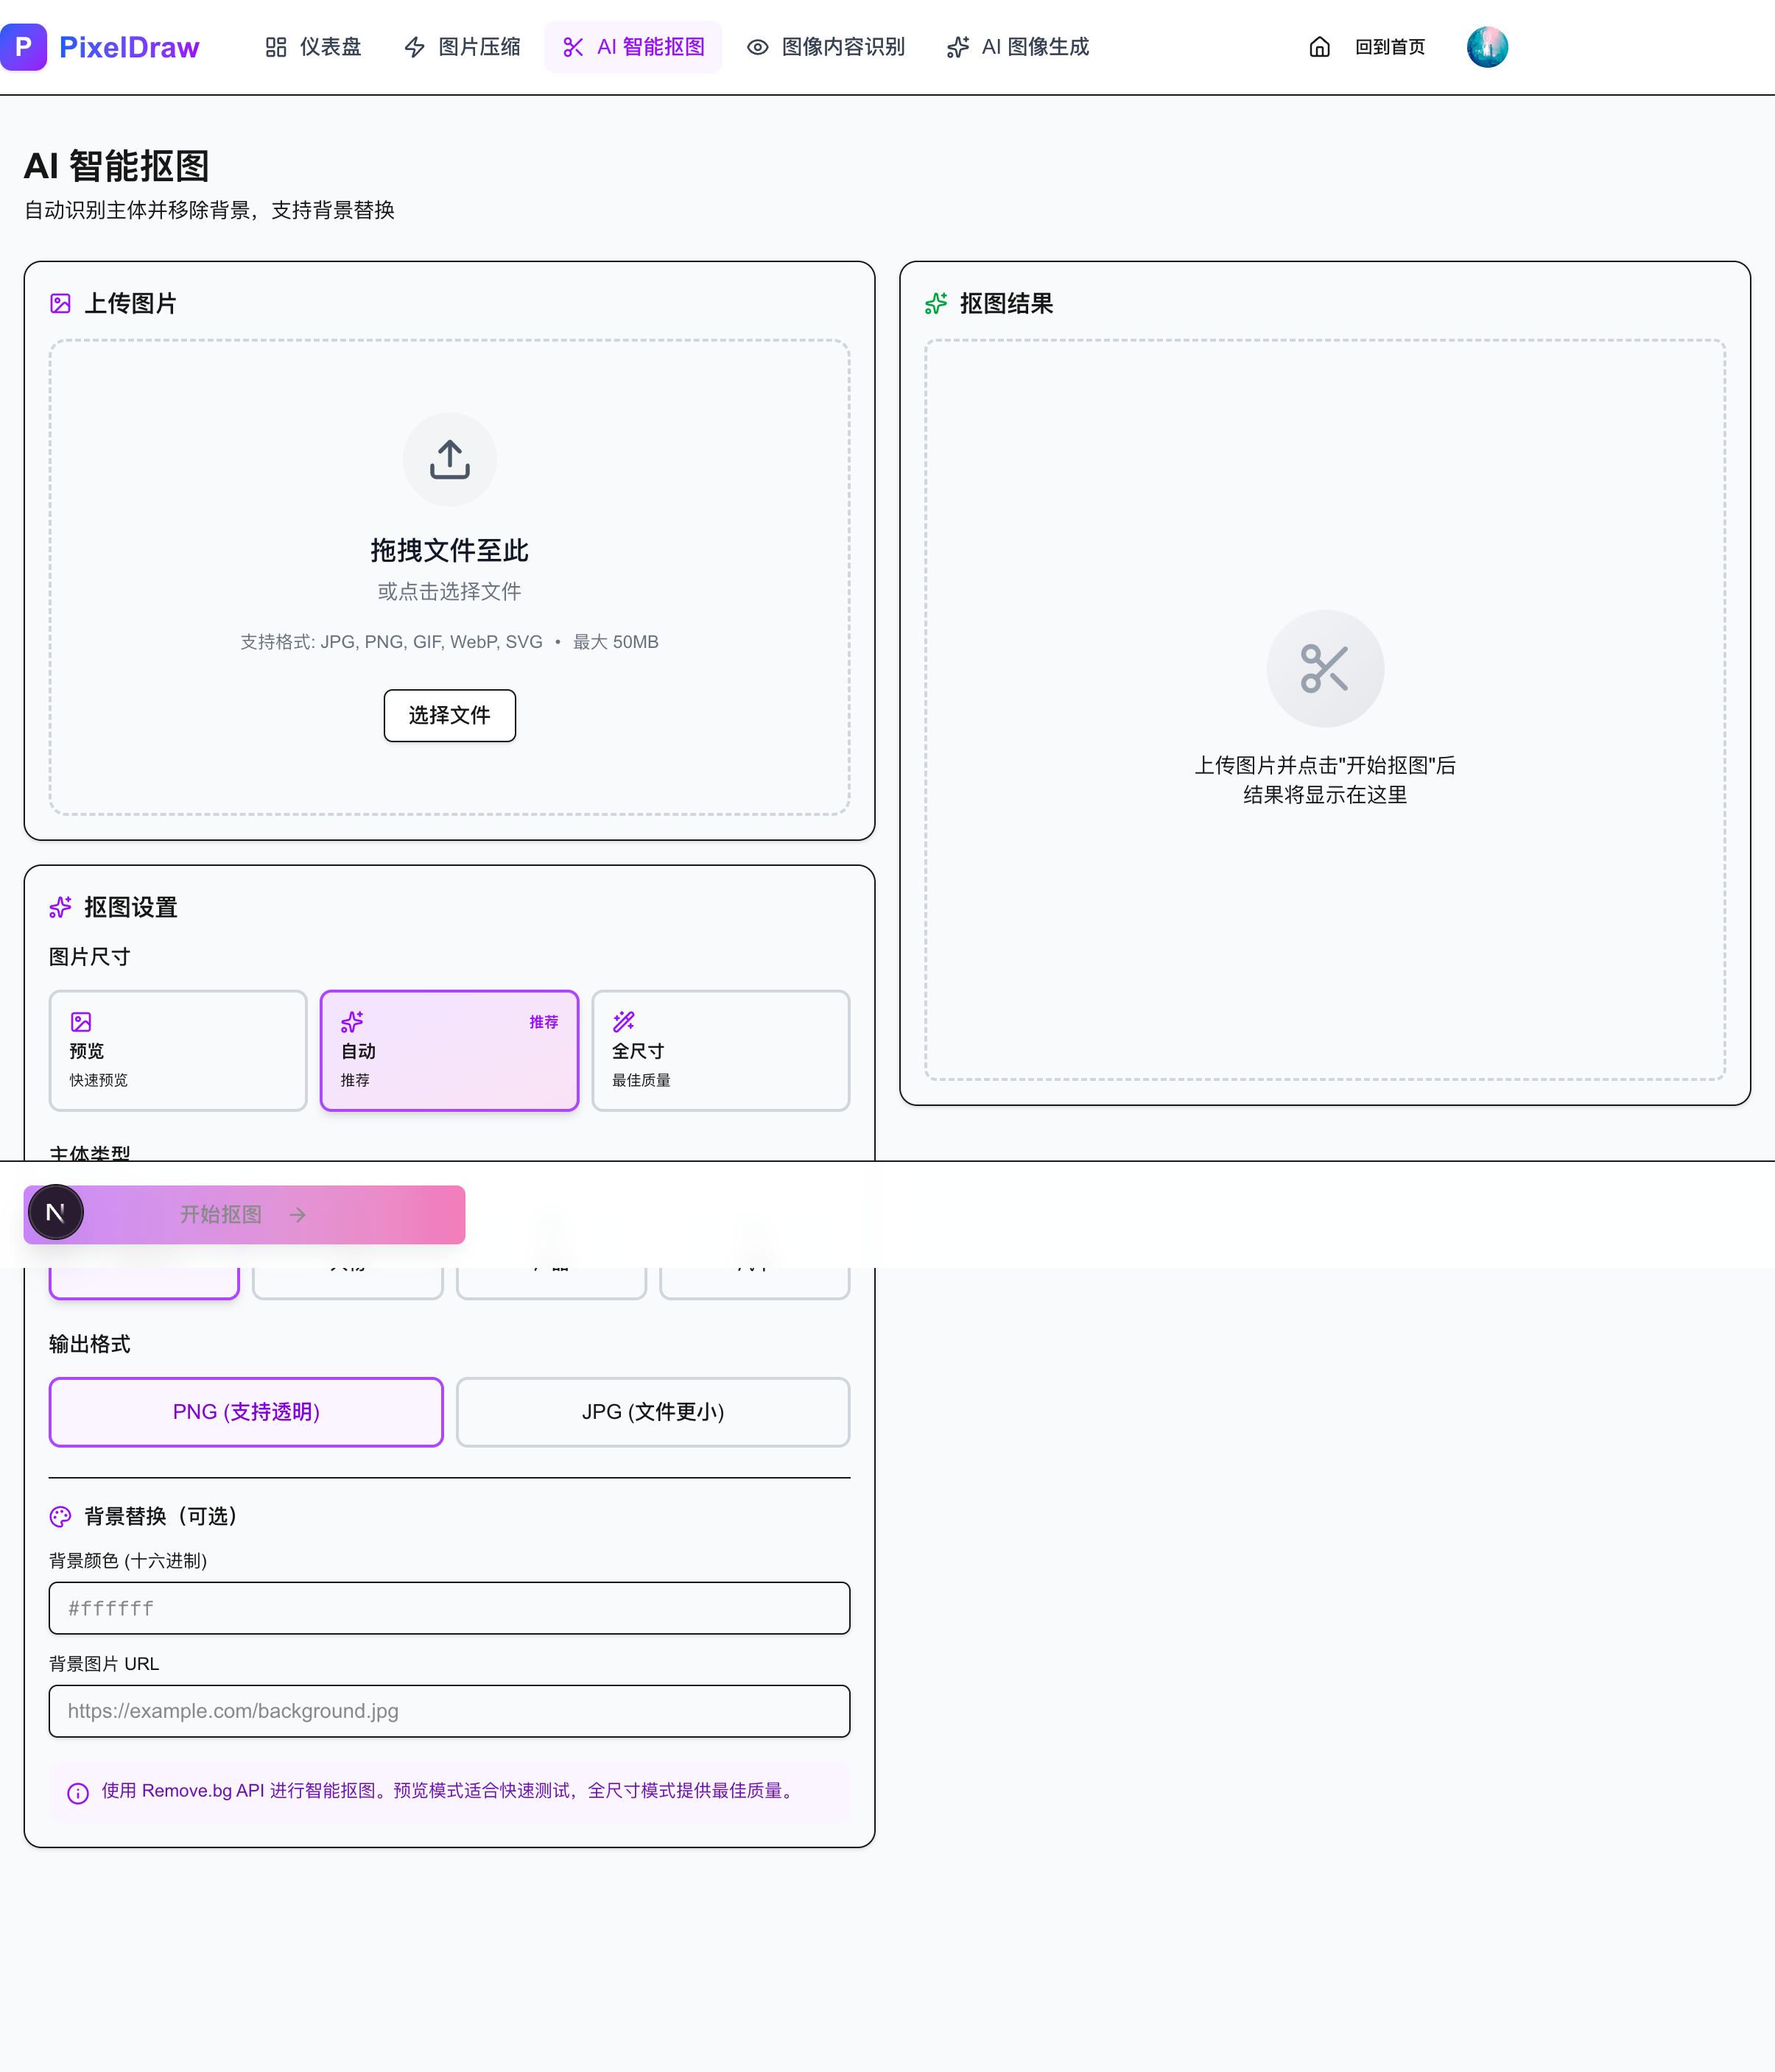 P PixelDraw 仪表盘 图片压缩 AI 智能抠图 图像内容识别 AI 图像生成 回到首页
AI 智能抠图
自动识别主体并移除背景，支持背景替换
上传图片
拖拽文件至此
或点击选择文件
支持格式: JPG, PNG, GIF, WebP, SVG • 最大 50MB
选择文件
抠图结果
上传图片并点击"开始抠图"后
结果将显示在这里
抠图设置
图片尺寸
预览
快速预览
推荐
自动
推荐
全尺寸
最佳质量
主体类型
N
开始抠图
输出格式
PNG (支持透明)
JPG (文件更小)
背景替换（可选）
背景颜色 (十六进制)
#ffffff
背景图片 URL
https://example.com/background.jpg
使用 Remove.bg API 进行智能抠图。预览模式适合快速测试，全尺寸模式提供最佳质量。